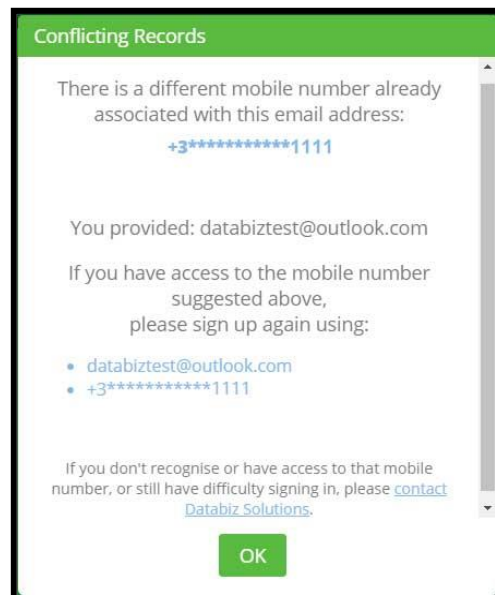 Conflicting Records
There is a different mobile number already
associated with this email address:
+3***********1111
You provided: databiztest@outlook.com
If you have access to the mobile number
suggested above,
please sign up again using:
• databiztest@outlook.com
• +3***********1111
If you don't recognise or have access to that mobile
number, or still have difficulty signing in, please contact
Databiz Solutions.
OK